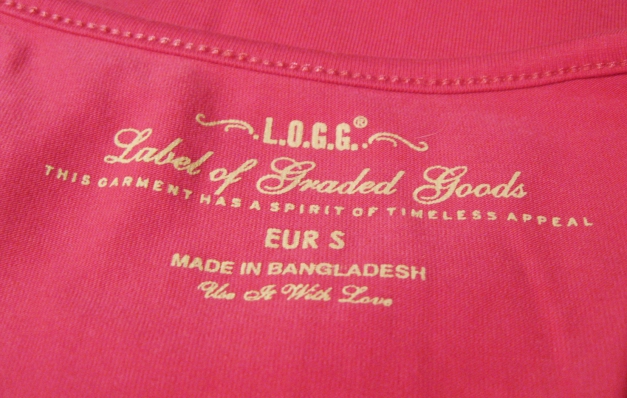 L.O.G.G.®
Label of Graded Goods
THIS GARMENT HAS A SPIRIT OF TIMELESS APPEAL
EUR S
MADE IN BANGLADESH
Use It With Love